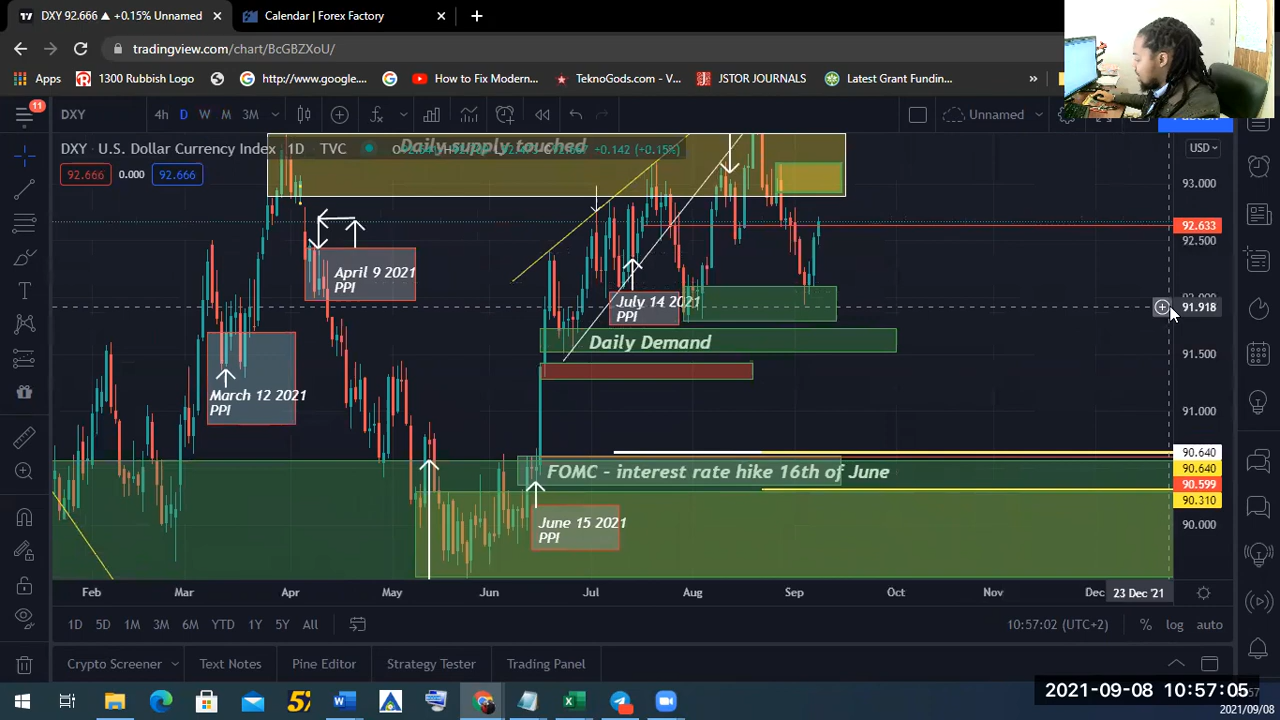 DXY 92.666 ▲ +0.15% Unnamed
Calendar | Forex Factory
tradingview.com/chart/BcGBZXoU/
Apps
1300 Rubbish Logo
http://www.google...
How to Fix Modern...
TeknoGods.com - V...
JSTOR JOURNALS
Latest Grant Fundin...
»
11
DXY
4h
D
W
M
3M
Unnamed
Publish
DXY U.S. Dollar Currency Index
1D
TVC
+0.142 (+0.15%)
Daily supply touched
USD
92.666
0.000
92.666
93.000
92.633
92.500
91.918
91.500
91.000
90.640
90.640
90.599
90.310
90.000
April 9 2021
PPI
July 14 2021
PPI
Daily Demand
March 12 2021
PPI
FOMC - interest rate hike 16th of June
June 15 2021
PPI
Feb
Mar
Apr
May
Jun
Jul
Aug
Sep
Oct
Nov
Dec
23 Dec '21
1D
5D
1M
3M
6M
YTD
1Y
5Y
All
10:57:02 (UTC+2)
%
log
auto
Crypto Screener
Text Notes
Pine Editor
Strategy Tester
Trading Panel
2021-09-08 10:57:05
2021/09/08